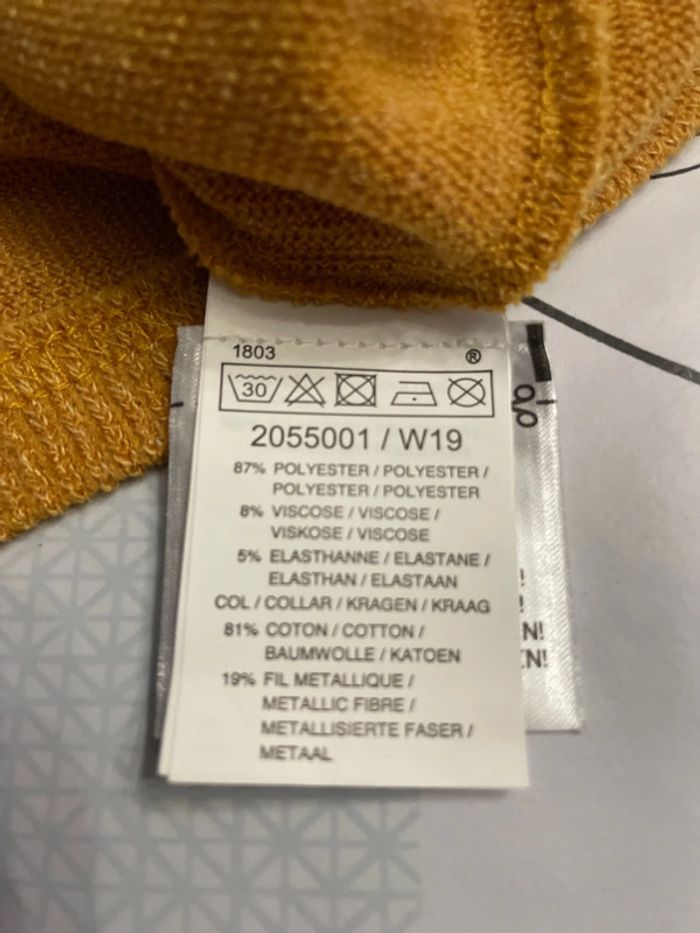 1803 ®
30
2055001 / W19
87% POLYESTER / POLYESTER /
POLYESTER / POLYESTER
8% VISCOSE / VISCOSE /
VISKOSE / VISCOSE
5% ELASTHANNE / ELASTANE /
ELASTHAN / ELASTAAN
COL / COLLAR / KRAGEN / KRAAG
81% COTON / COTTON /
BAUMWOLLE / KATOEN
19% FIL METALLIQUE /
METALLIC FIBRE /
METALLISIERTE FASER /
METAAL